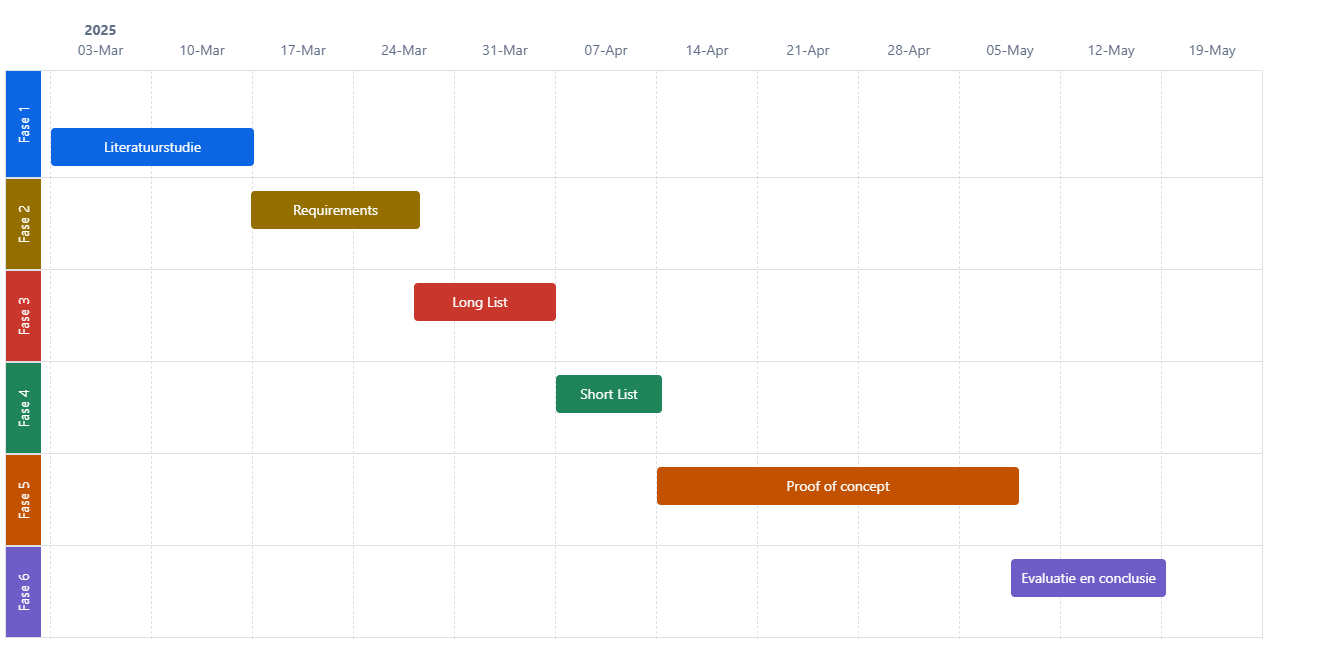 2025
03-Mar 10-Mar 17-Mar 24-Mar 31-Mar 07-Apr 14-Apr 21-Apr 28-Apr 05-May 12-May 19-May
Fase 1
Literatuurstudie
Fase 2
Requirements
Fase 3
Long List
Fase 4
Short List
Fase 5
Proof of concept
Fase 6
Evaluatie en conclusie